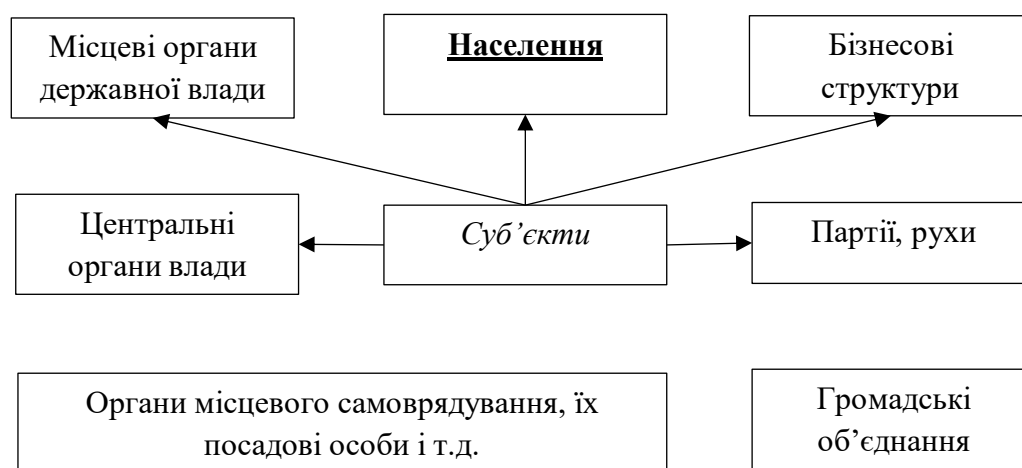 Місцеві органи
державної влади
Населення
Бізнесові
структури
Центральні
органи влади
Суб’єкти
Партії, рухи
Органи місцевого самоврядування, їх
посадові особи і т.д.
Громадські
об’єднання